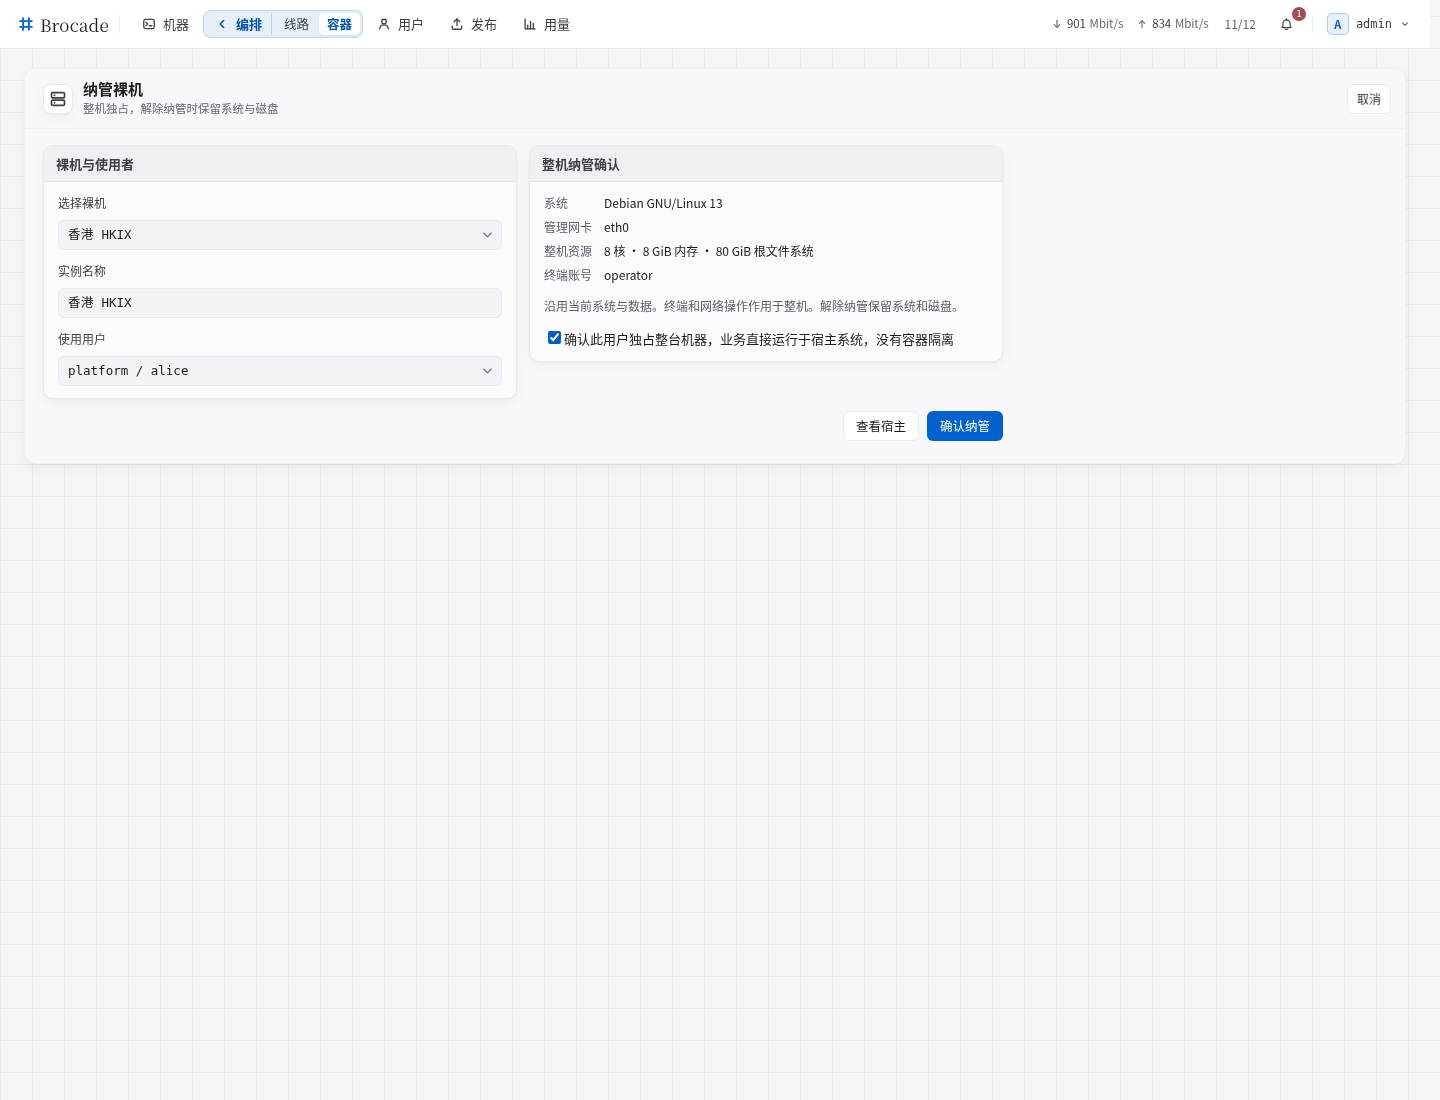 Brocade
机器
编排
线路
容器
用户
发布
用量
901 Mbit/s
834 Mbit/s
11/12
1
A
admin
纳管裸机
整机独占，解除纳管时保留系统与磁盘
取消
裸机与使用者
选择裸机
香港 HKIX
实例名称
香港 HKIX
使用用户
platform / alice
整机纳管确认
系统 Debian GNU/Linux 13
管理网卡 eth0
整机资源 8 核 · 8 GiB 内存 · 80 GiB 根文件系统
终端账号 operator
沿用当前系统与数据。终端和网络操作作用于整机。解除纳管保留系统和磁盘。
确认此用户独占整台机器，业务直接运行于宿主系统，没有容器隔离
查看宿主
确认纳管